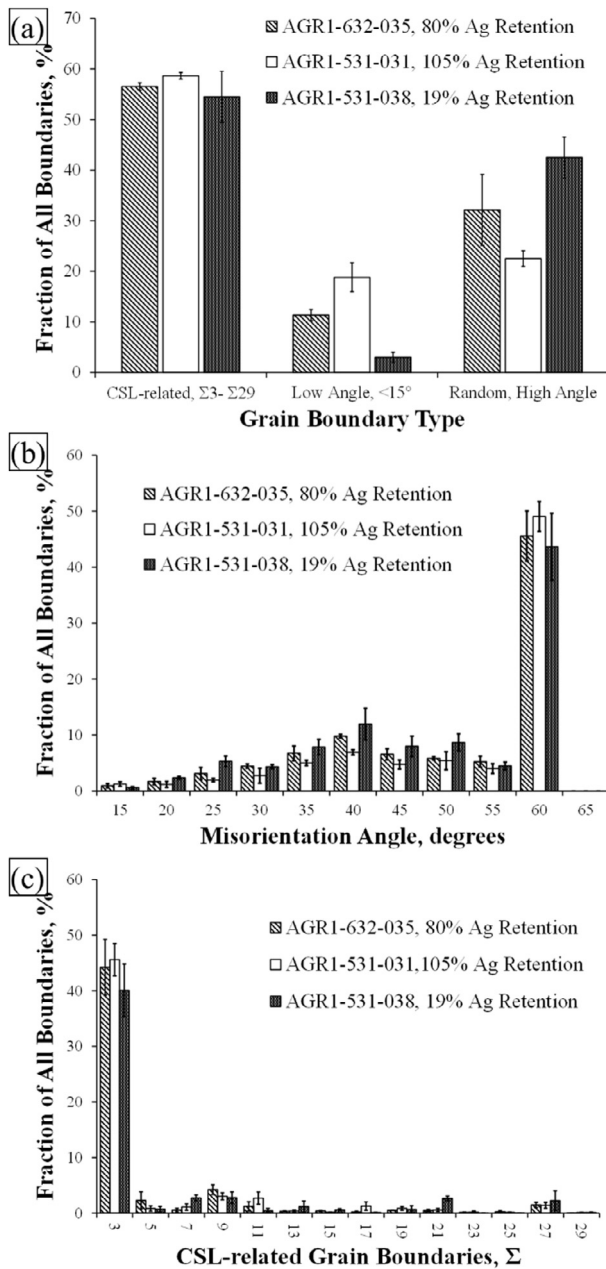 (a)
AGR1-632-035, 80% Ag Retention
AGR1-531-031, 105% Ag Retention
AGR1-531-038, 19% Ag Retention
Fraction of All Boundaries, %
70
60
50
40
30
20
10
0
CSL-related, Σ3- Σ29 Low Angle, <15° Random, High Angle
Grain Boundary Type
(b)
AGR1-632-035, 80% Ag Retention
AGR1-531-031, 105% Ag Retention
AGR1-531-038, 19% Ag Retention
Fraction of All Boundaries, %
60
50
40
30
20
10
0
15 20 25 30 35 40 45 50 55 60 65
Misorientation Angle, degrees
(c)
AGR1-632-035, 80% Ag Retention
AGR1-531-031,105% Ag Retention
AGR1-531-038, 19% Ag Retention
Fraction of All Boundaries, %
60
50
40
30
20
10
0
3 5 7 9 11 13 15 17 19 21 23 25 27 29
CSL-related Grain Boundaries, Σ